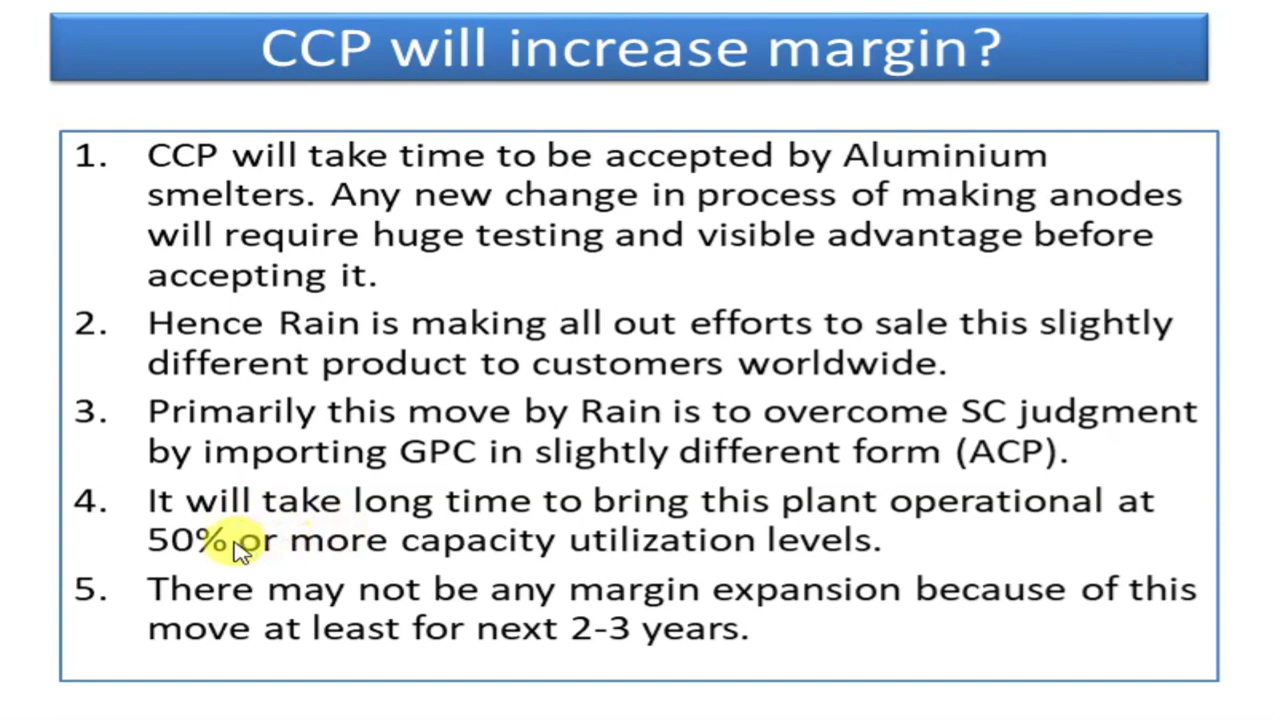 CCP will increase margin?
1. CCP will take time to be accepted by Aluminium
smelters. Any new change in process of making anodes
will require huge testing and visible advantage before
accepting it.
2. Hence Rain is making all out efforts to sale this slightly
different product to customers worldwide.
3. Primarily this move by Rain is to overcome SC judgment
by importing GPC in slightly different form (ACP).
4. It will take long time to bring this plant operational at
50% or more capacity utilization levels.
5. There may not be any margin expansion because of this
move at least for next 2-3 years.